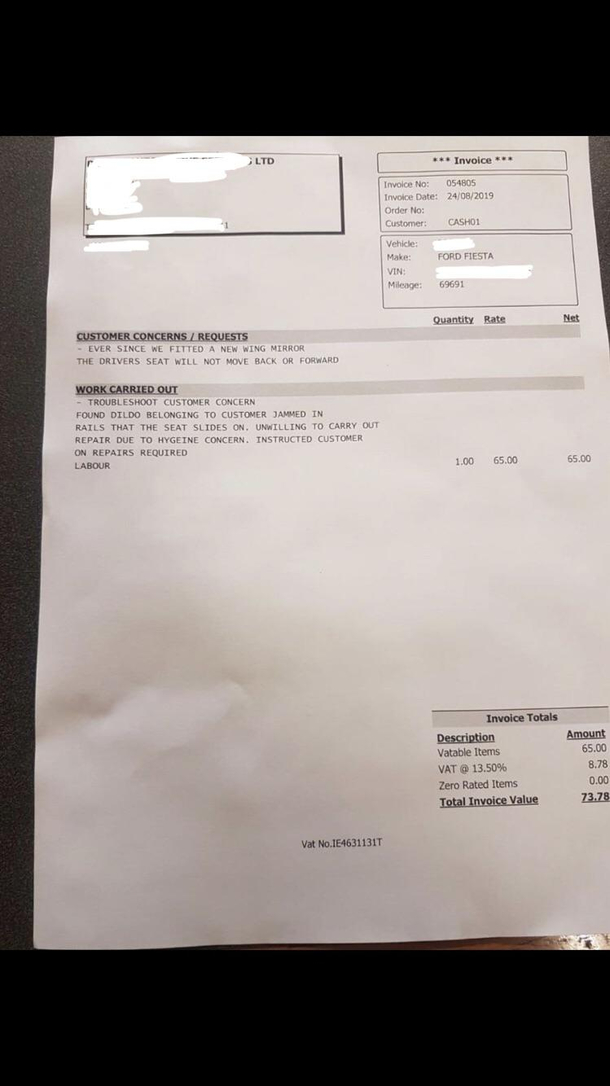 LTD
*** Invoice ***
Invoice No: 054805
Invoice Date: 24/08/2019
Order No:
Customer: CASH01
Vehicle:
Make: FORD FIESTA
VIN:
Mileage: 69691
Quantity Rate Net
CUSTOMER CONCERNS / REQUESTS
- EVER SINCE WE FITTED A NEW WING MIRROR
THE DRIVERS SEAT WILL NOT MOVE BACK OR FORWARD
WORK CARRIED OUT
- TROUBLESHOOT CUSTOMER CONCERN
FOUND DILDO BELONGING TO CUSTOMER JAMMED IN
RAILS THAT THE SEAT SLIDES ON. UNWILLING TO CARRY OUT
REPAIR DUE TO HYGEINE CONCERN. INSTRUCTED CUSTOMER
ON REPAIRS REQUIRED
LABOUR 1.00 65.00 65.00
Invoice Totals
Description Amount
Vatable Items 65.00
VAT @ 13.50% 8.78
Zero Rated Items 0.00
Total Invoice Value 73.78
Vat No.IE4631131T